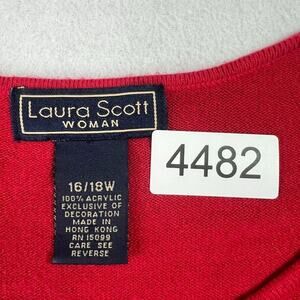 Laura Scott
WOMAN
4482
16/18W
100% ACRYLIC
EXCLUSIVE OF
DECORATION
MADE IN
HONG KONG
RN 15099
CARE SEE
REVERSE